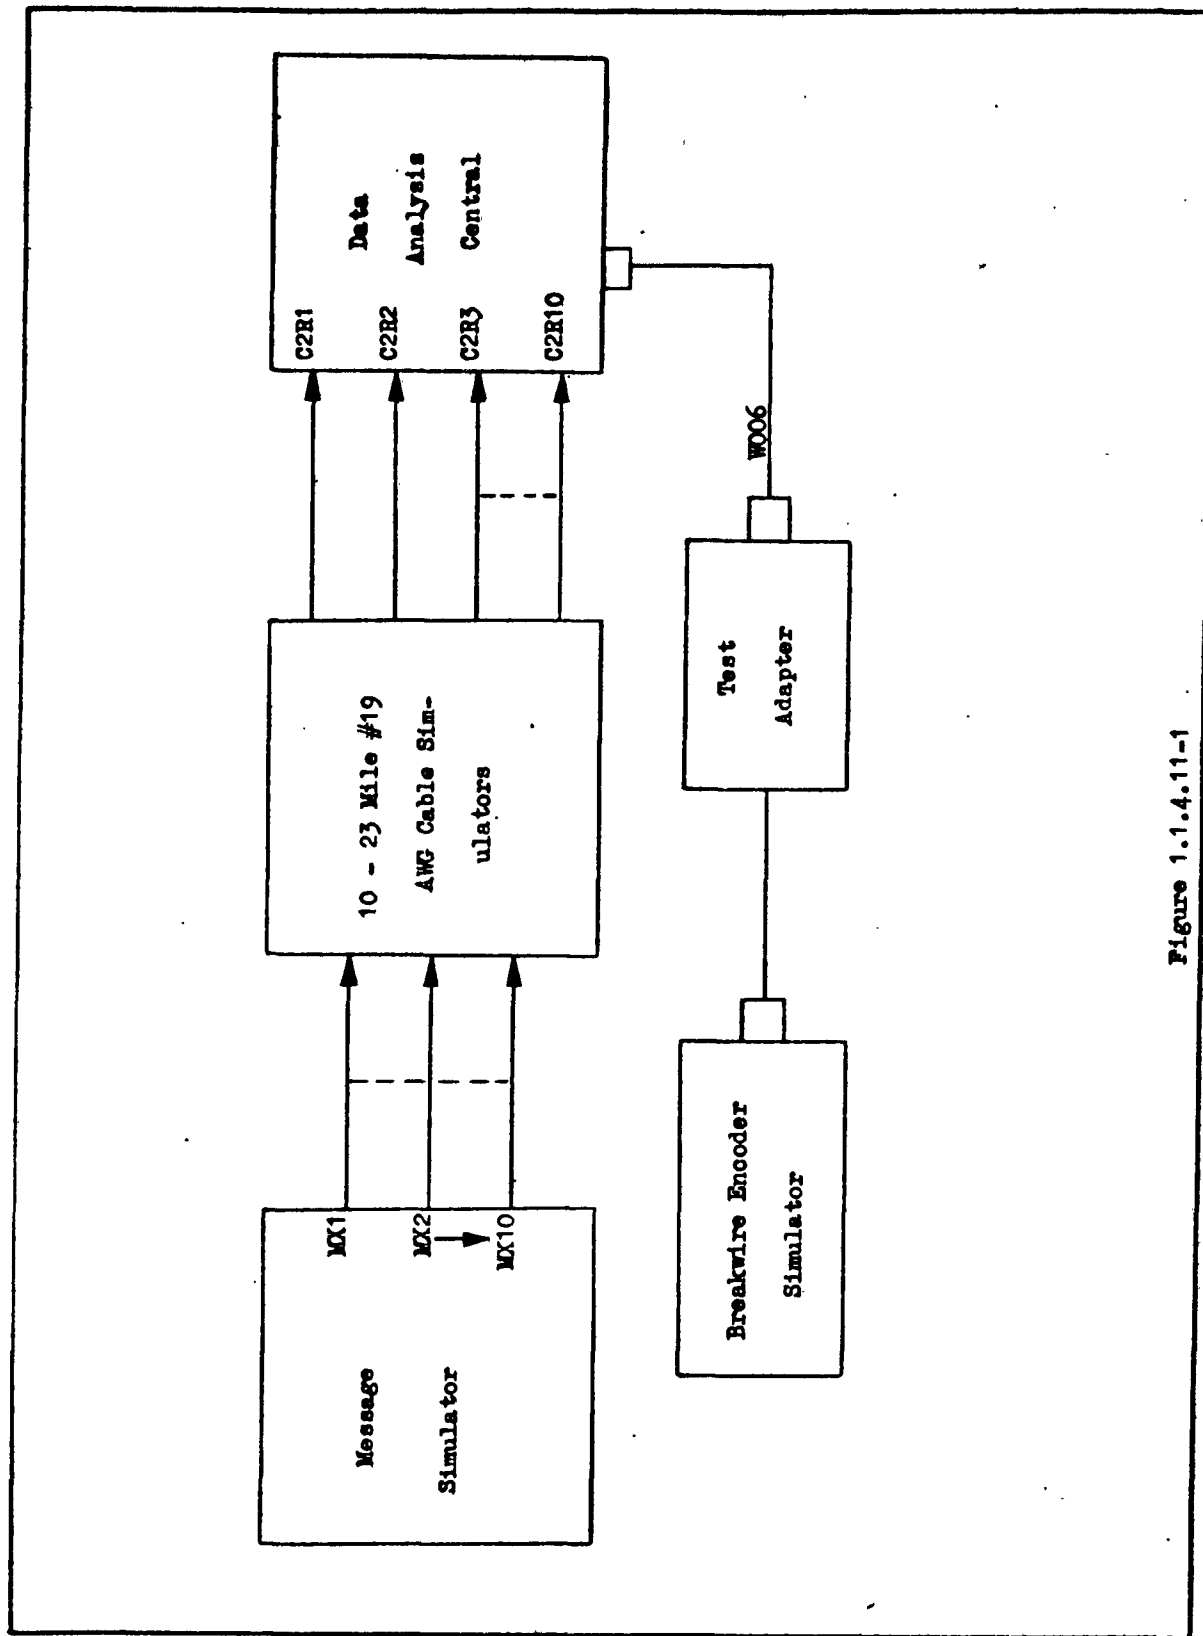 Message
Simulator
MX1
MX2
MX10
10 - 23 Mile #19
AWG Cable Sim-
ulators
C2R1
C2R2
C2R3
C2R10
Data
Analysis
Central
Breakwire Encoder
Simulator
Test
Adapter
W006
Figure 1.1.4.11-1